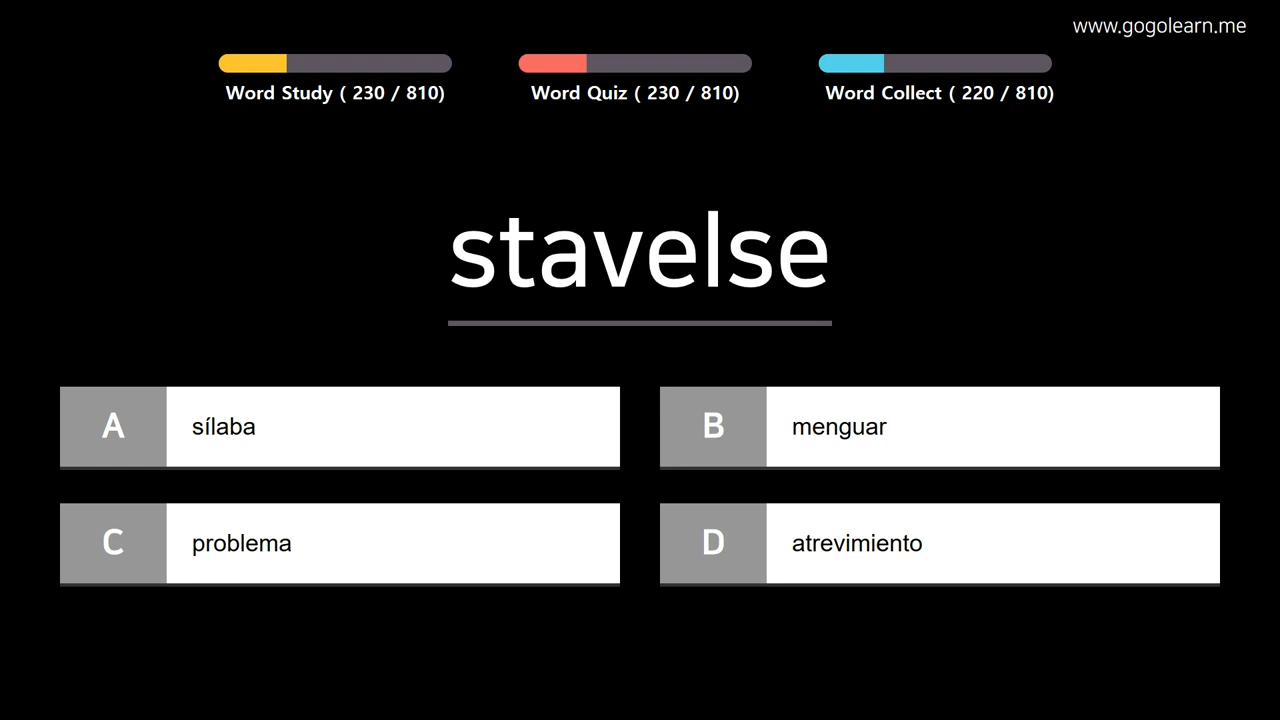 www.gogolearn.me
Word Study ( 230 / 810)
Word Quiz ( 230 / 810)
Word Collect ( 220 / 810)
stavelse
A sílaba
B menguar
C problema
D atrevimiento